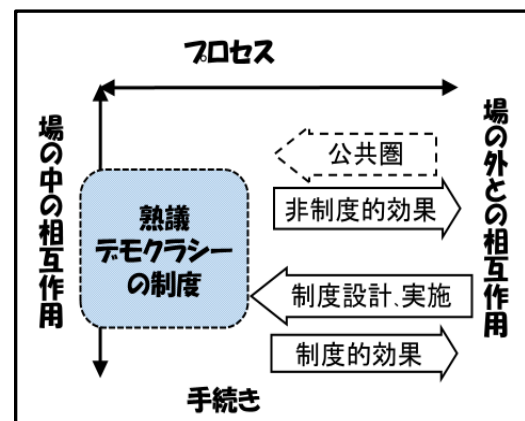 プロセス
場の中の相互作用
熟議
デモクラシー
の制度
公共圏
非制度的効果
制度設計、実施
制度的効果
場の外との相互作用
手続き